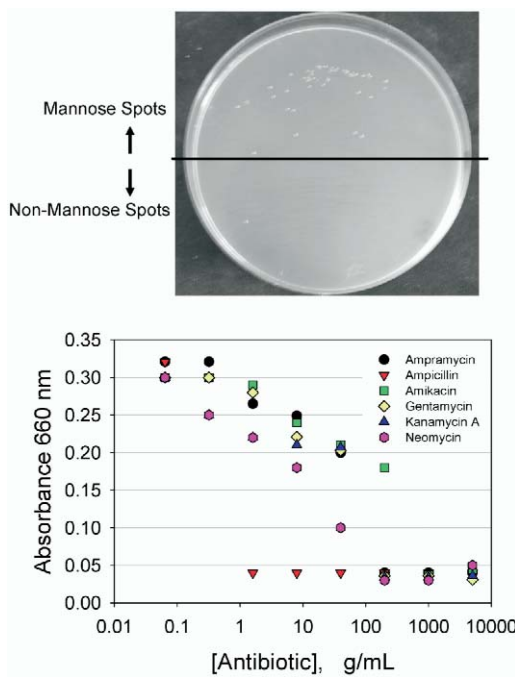 Mannose Spots
Non-Mannose Spots
0.35
0.30
0.25
0.20
0.15
0.10
0.05
0.00
Absorbance 660 nm
Ampramycin
Ampicillin
Amikacin
Gentamycin
Kanamycin A
Neomycin
0.01 0.1 1 10 100 1000 10000
[Antibiotic], g/mL